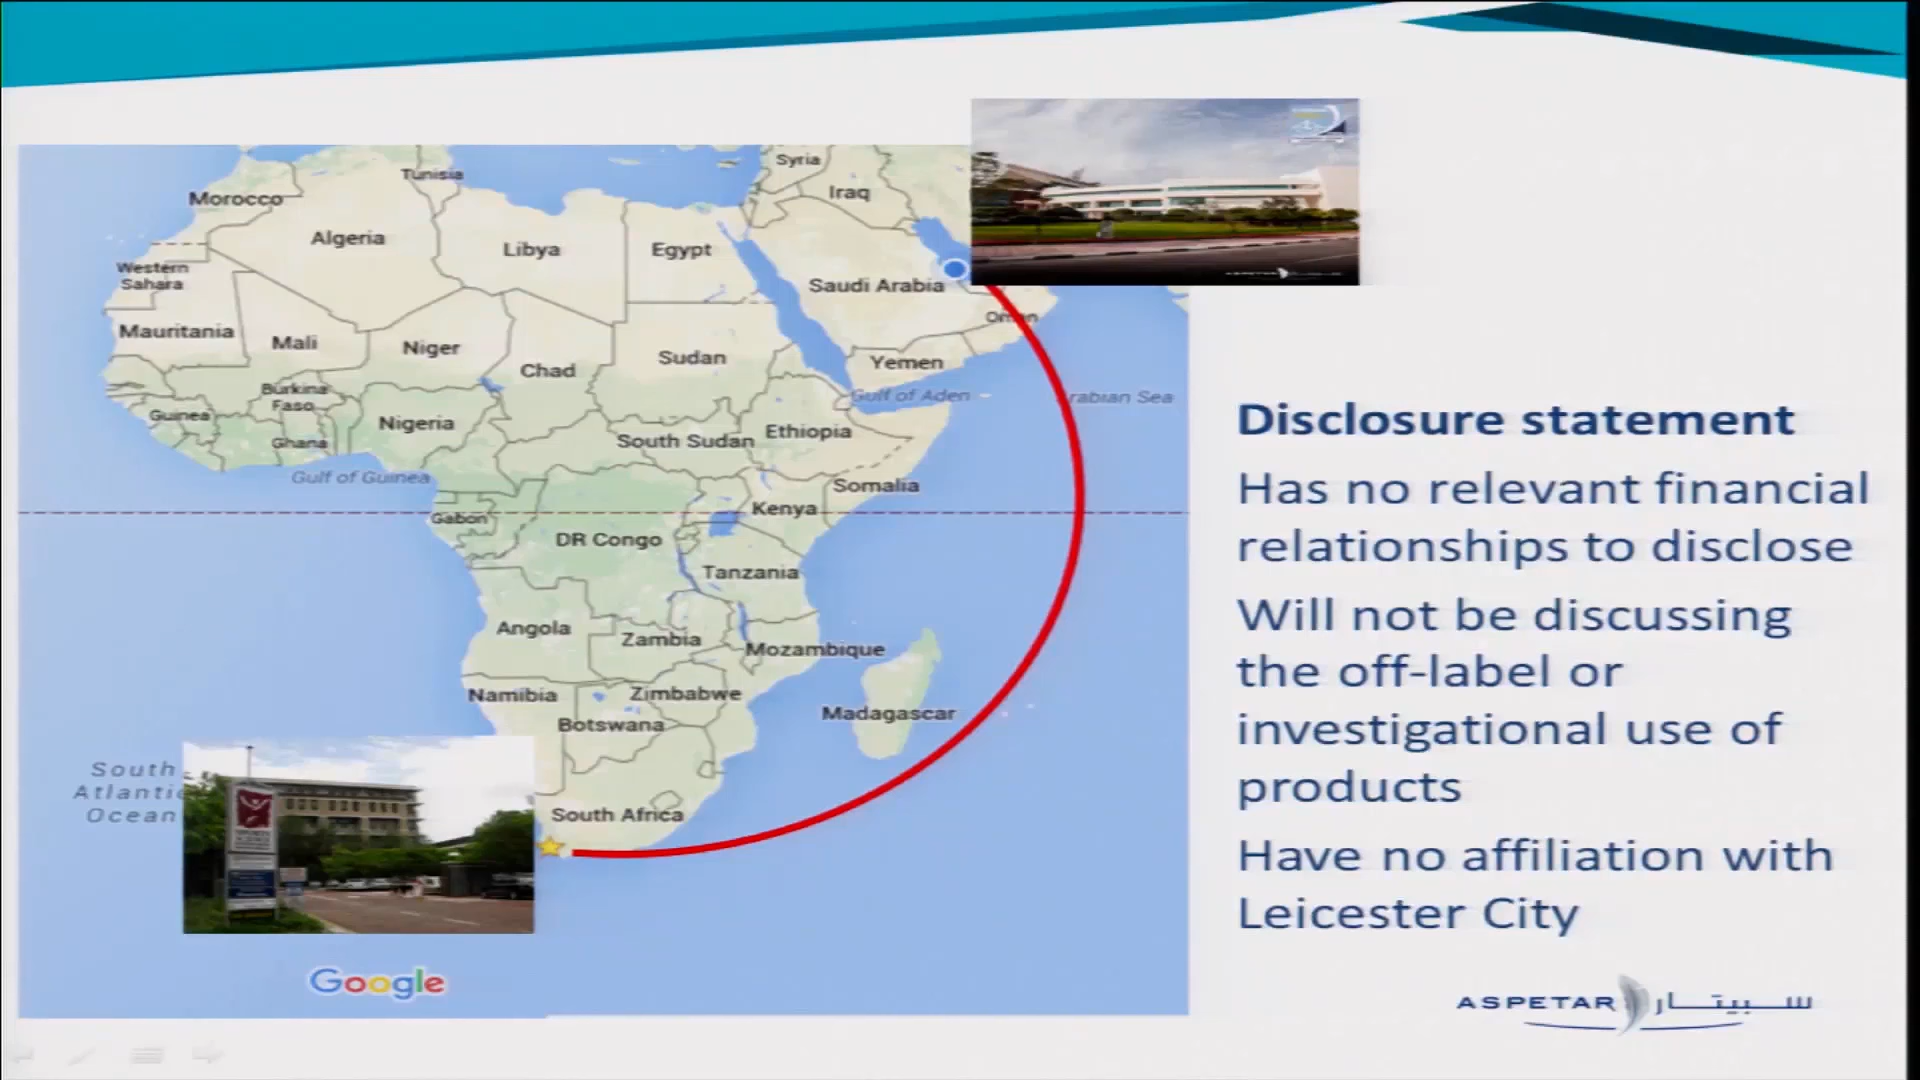 Syria
Tunisia
Iraq
Morocco
Algeria
Libya
Egypt
Western
Sahara
Saudi Arabia
Oman
Mauritania
Mali
Niger
Sudan
Yemen
Chad
Burkina
Faso
Gulf of Aden
rabian Sea
Guinea
Nigeria
Ghana
South Sudan
Ethiopia
Gulf of Guinea
Somalia
Kenya
Gabon
DR Congo
Tanzania
Angola
Zambia
Mozambique
Namibia
Zimbabwe
Botswana
Madagascar
South
Atlantic
Ocean
South Africa
Google
ASPETAR
Disclosure statement
Has no relevant financial
relationships to disclose
Will not be discussing
the off-label or
investigational use of
products
Have no affiliation with
Leicester City
ASPETAR سبيتار